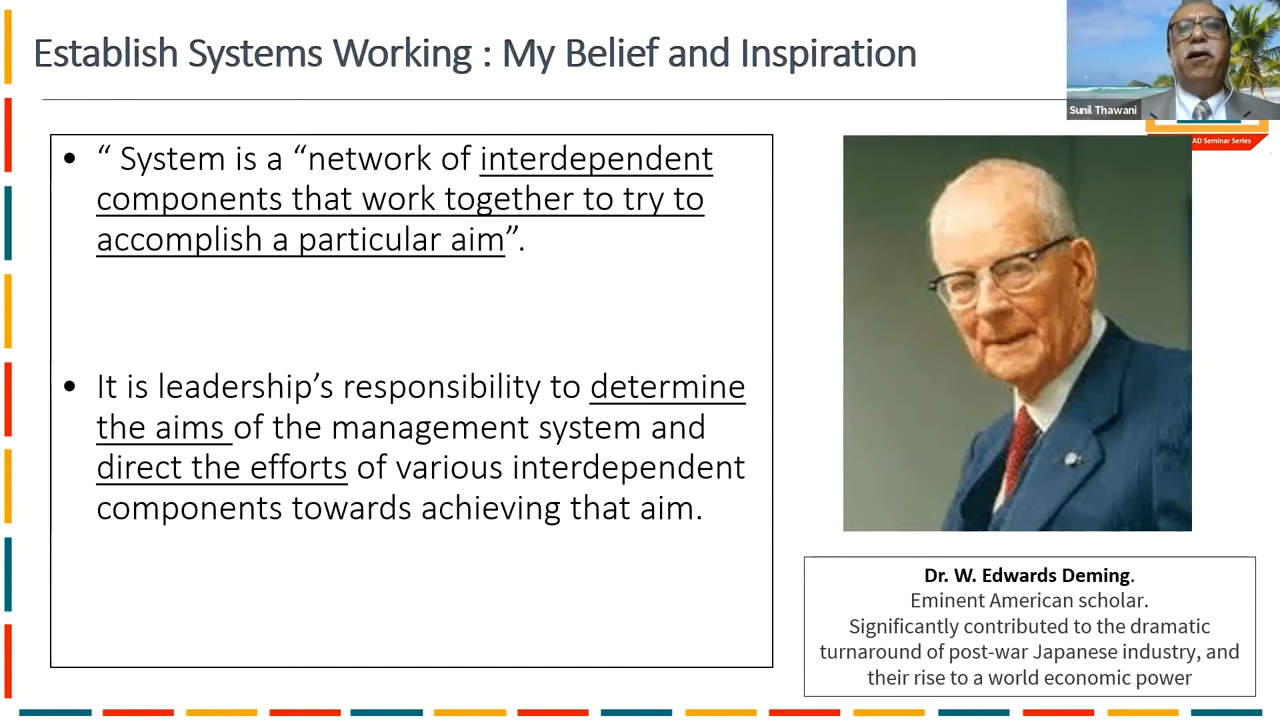 Establish Systems Working : My Belief and Inspiration
Sunil Thawani
AD Seminar Series
• “ System is a “network of interdependent
components that work together to try to
accomplish a particular aim”.
• It is leadership’s responsibility to determine
the aims of the management system and
direct the efforts of various interdependent
components towards achieving that aim.
Dr. W. Edwards Deming.
Eminent American scholar.
Significantly contributed to the dramatic
turnaround of post-war Japanese industry, and
their rise to a world economic power